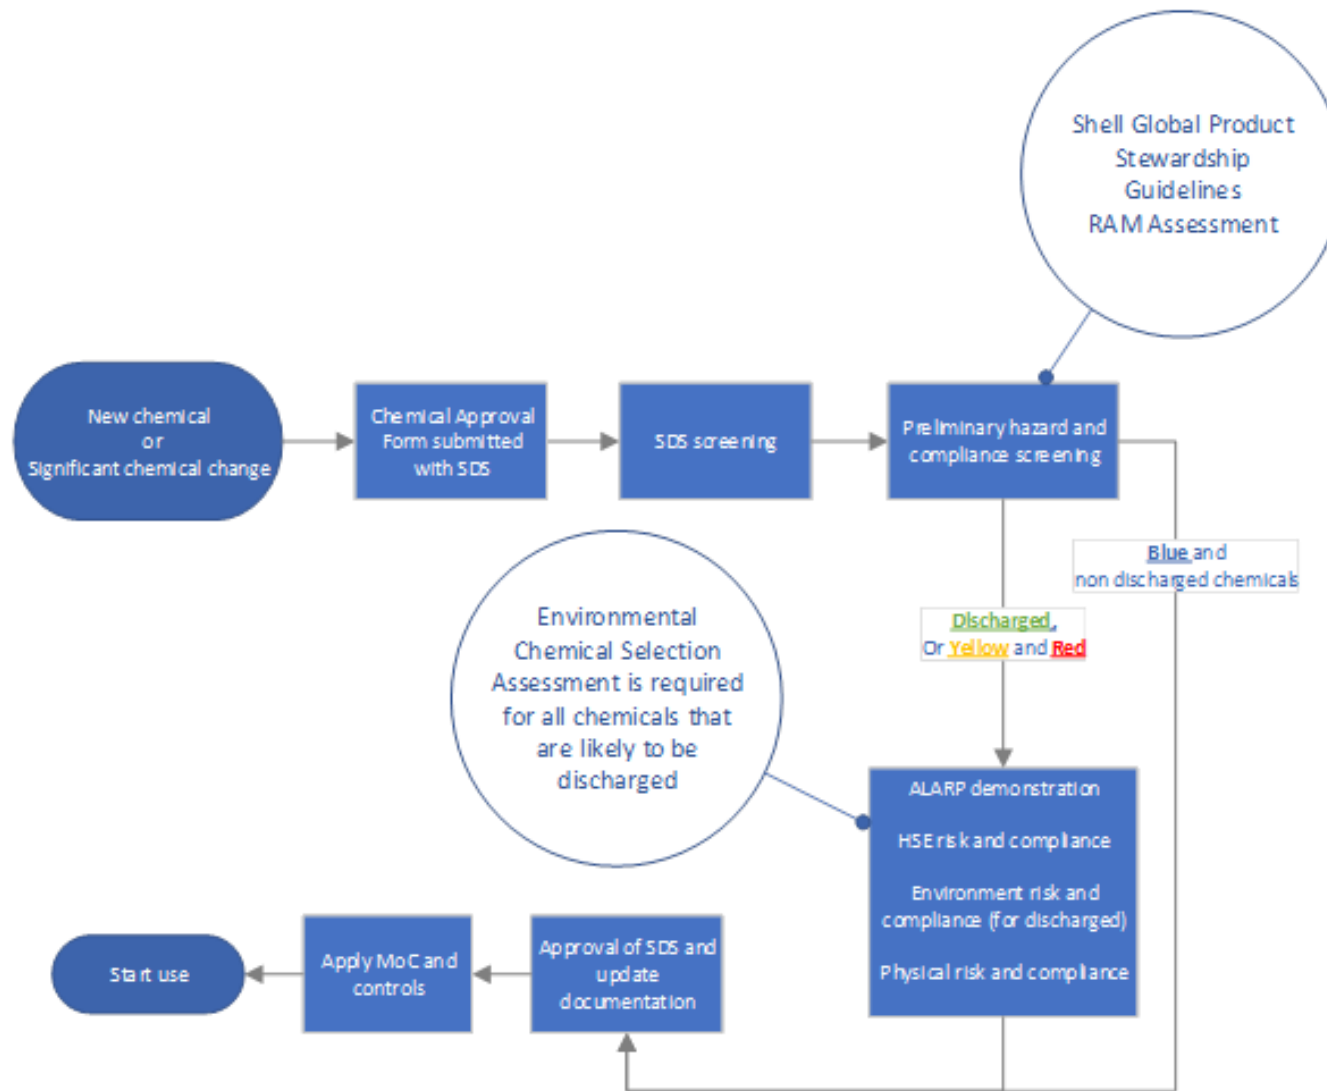 Shell Global Product
Stewardship
Guidelines
RAM Assessment
New chemical
or
Significant chemical change
Chemical Approval
Form submitted
with SDS
SDS screening
Preliminary hazard and
compliance screening
Blue and
non discharged chemicals
Discharged,
Or Yellow and Red
Environmental
Chemical Selection
Assessment is required
for all chemicals that
are likely to be
discharged
ALARP demonstration
HSE risk and compliance
Environment risk and
compliance (for discharged)
Physical risk and compliance
Approval of SDS and
update
documentation
Apply MoC and
controls
Start use